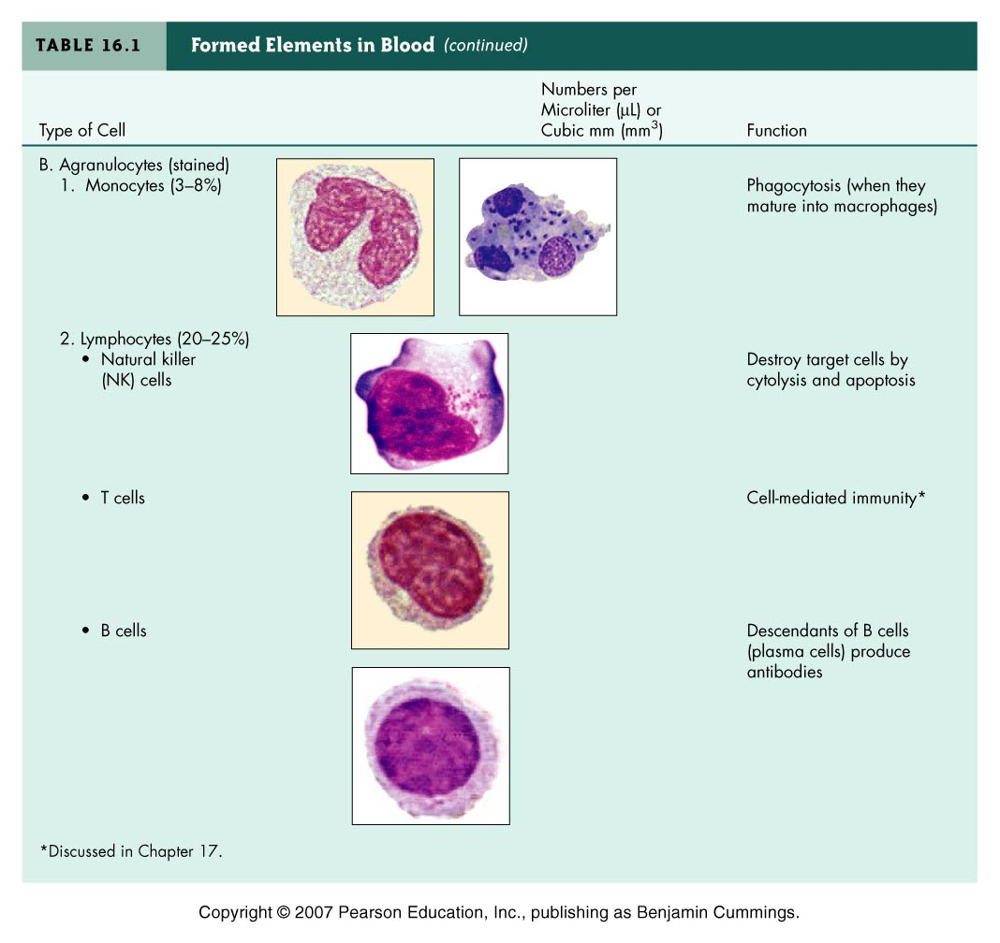 TABLE 16.1 Formed Elements in Blood (continued)
Type of Cell
Numbers per
Microliter (μL) or
Cubic mm (mm³)
Function
B. Agranulocytes (stained)
1. Monocytes (3–8%)
Phagocytosis (when they
mature into macrophages)
2. Lymphocytes (20–25%)
• Natural killer
(NK) cells
Destroy target cells by
cytolysis and apoptosis
• T cells
Cell-mediated immunity*
• B cells
Descendants of B cells
(plasma cells) produce
antibodies
*Discussed in Chapter 17.
Copyright © 2007 Pearson Education, Inc., publishing as Benjamin Cummings.